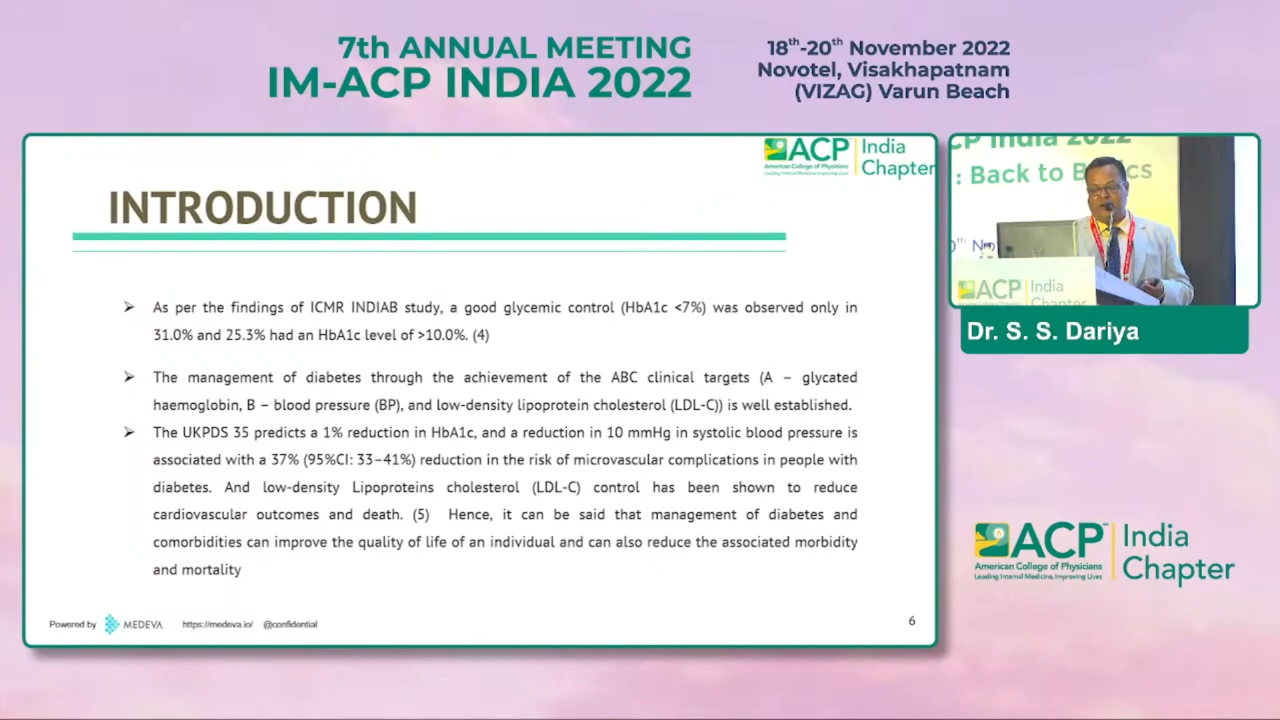 7th ANNUAL MEETING
IM-ACP INDIA 2022
18th-20th November 2022
Novotel, Visakhapatnam
(VIZAG) Varun Beach
ACP India
American College of Physicians Chapter
Leading Internal Medicine, Improving Lives
INTRODUCTION
➢ As per the findings of ICMR INDIAB study, a good glycemic control (HbA1c <7%) was observed only in
31.0% and 25.3% had an HbA1c level of >10.0%. (4)
➢ The management of diabetes through the achievement of the ABC clinical targets (A – glycated
haemoglobin, B – blood pressure (BP), and low-density lipoprotein cholesterol (LDL-C)) is well established.
➢ The UKPDS 35 predicts a 1% reduction in HbA1c, and a reduction in 10 mmHg in systolic blood pressure is
associated with a 37% (95%CI: 33–41%) reduction in the risk of microvascular complications in people with
diabetes. And low-density Lipoproteins cholesterol (LDL-C) control has been shown to reduce
cardiovascular outcomes and death. (5) Hence, it can be said that management of diabetes and
comorbidities can improve the quality of life of an individual and can also reduce the associated morbidity
and mortality
Powered by MEDEVA https://medeva.io/ @confidential
6
CP India 2022
: Back to
ACP India
Chapter
Dr. S. S. Dariya
ACP India
American College of Physicians Chapter
Leading Internal Medicine, Improving Lives